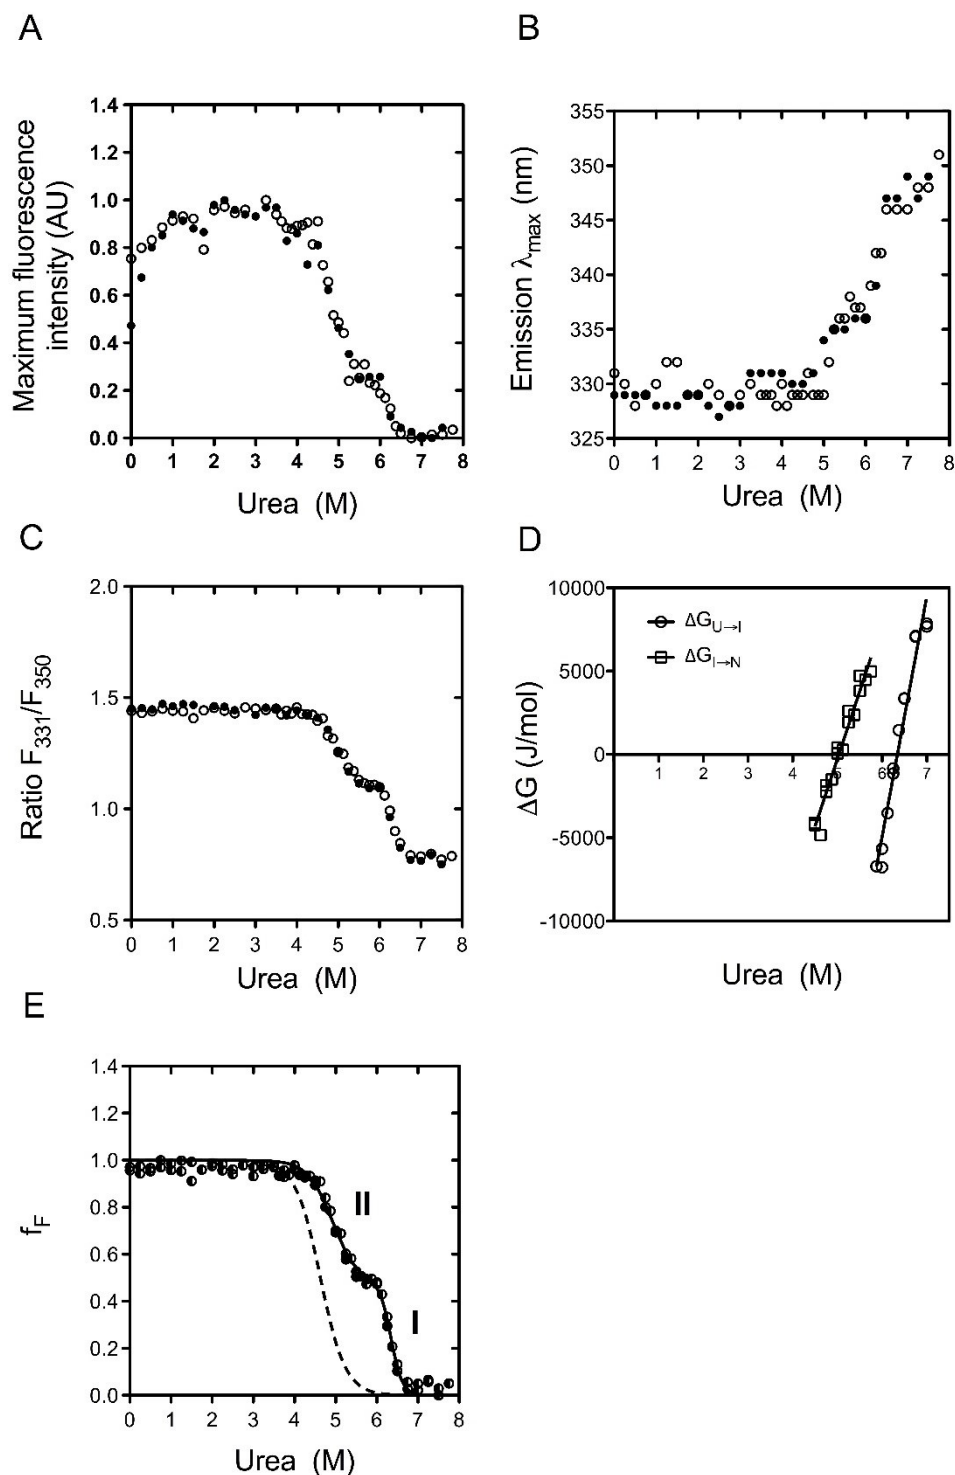 A
Maximum fluorescence
intensity (AU)
1.4
1.2
1.0
0.8
0.6
0.4
0.2
0.0
0 1 2 3 4 5 6 7 8
Urea (M)
B
Emission λmax (nm)
355
350
345
340
335
330
325
0 1 2 3 4 5 6 7 8
Urea (M)
C
Ratio F331/F350
2.0
1.5
1.0
0.5
0 1 2 3 4 5 6 7 8
Urea (M)
D
ΔG (J/mol)
10000
5000
0
-5000
-10000
ΔGU→I
ΔGI→N
1 2 3 4 5 6 7
Urea (M)
E
fF
1.4
1.2
1.0
0.8
0.6
0.4
0.2
0.0
II
I
0 1 2 3 4 5 6 7 8
Urea (M)